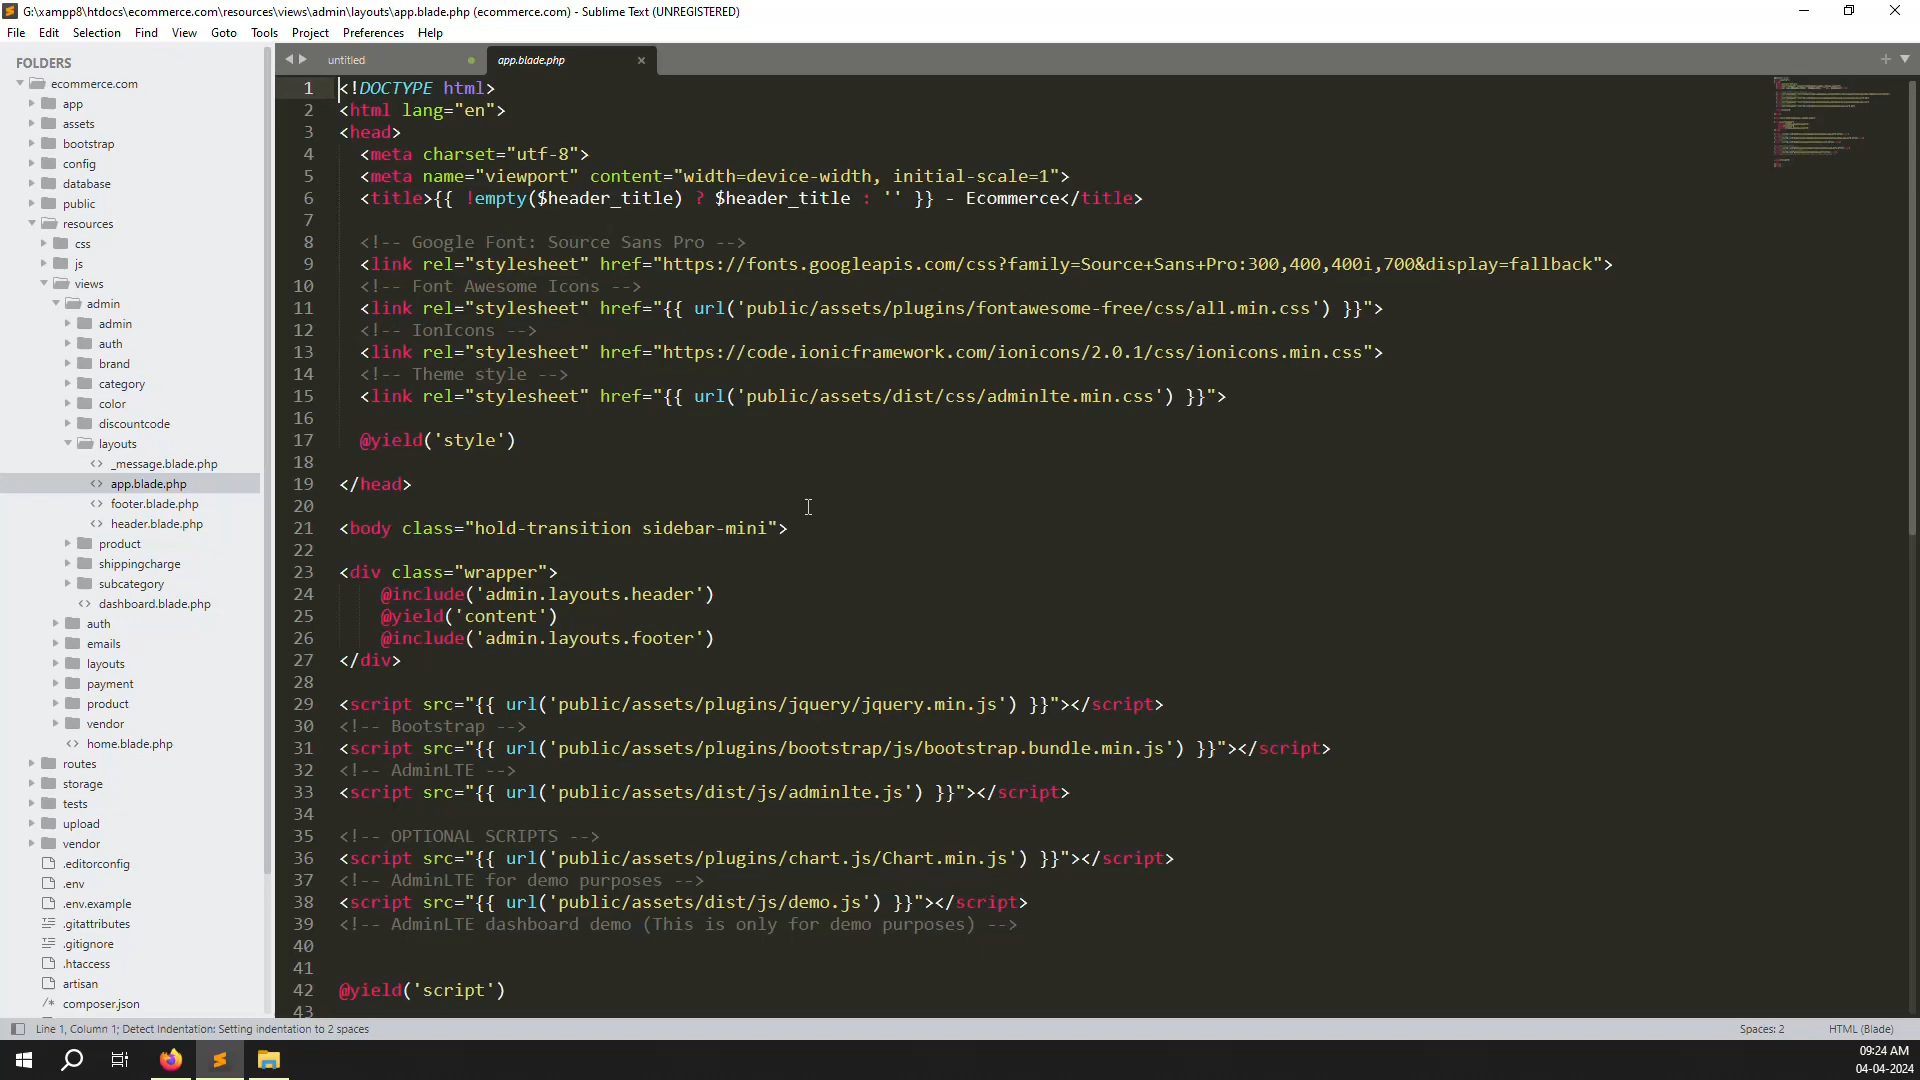 G:\xampp8\htdocs\ecommerce.com\resources\views\admin\layouts\app.blade.php (ecommerce.com) - Sublime Text (UNREGISTERED)
File Edit Selection Find View Goto Tools Project Preferences Help
FOLDERS
ecommerce.com
app
assets
bootstrap
config
database
public
resources
css
js
views
admin
admin
auth
brand
category
color
discountcode
layouts
_message.blade.php
app.blade.php
footer.blade.php
header.blade.php
product
shippingcharge
subcategory
dashboard.blade.php
auth
emails
layouts
payment
product
vendor
home.blade.php
routes
storage
tests
upload
vendor
.editorconfig
.env
.env.example
.gitattributes
.gitignore
.htaccess
artisan
composer.json
untitled
app.blade.php
1 <!DOCTYPE html>
2 <html lang="en">
3 <head>
4 <meta charset="utf-8">
5 <meta name="viewport" content="width=device-width, initial-scale=1">
6 <title>{{ !empty($header_title) ? $header_title : '' }} - Ecommerce</title>
7
8 <!-- Google Font: Source Sans Pro -->
9 <link rel="stylesheet" href="https://fonts.googleapis.com/css?family=Source+Sans+Pro:300,400,400i,700&display=fallback">
10 <!-- Font Awesome Icons -->
11 <link rel="stylesheet" href="{{ url('public/assets/plugins/fontawesome-free/css/all.min.css') }}">
12 <!-- IonIcons -->
13 <link rel="stylesheet" href="https://code.ionicframework.com/ionicons/2.0.1/css/ionicons.min.css">
14 <!-- Theme style -->
15 <link rel="stylesheet" href="{{ url('public/assets/dist/css/adminlte.min.css') }}">
16
17 @yield('style')
18
19 </head>
20
21 <body class="hold-transition sidebar-mini">
22
23 <div class="wrapper">
24 @include('admin.layouts.header')
25 @yield('content')
26 @include('admin.layouts.footer')
27 </div>
28
29 <script src="{{ url('public/assets/plugins/jquery/jquery.min.js') }}"></script>
30 <!-- Bootstrap -->
31 <script src="{{ url('public/assets/plugins/bootstrap/js/bootstrap.bundle.min.js') }}"></script>
32 <!-- AdminLTE -->
33 <script src="{{ url('public/assets/dist/js/adminlte.js') }}"></script>
34
35 <!-- OPTIONAL SCRIPTS -->
36 <script src="{{ url('public/assets/plugins/chart.js/Chart.min.js') }}"></script>
37 <!-- AdminLTE for demo purposes -->
38 <script src="{{ url('public/assets/dist/js/demo.js') }}"></script>
39 <!-- AdminLTE dashboard demo (This is only for demo purposes) -->
40
41
42 @yield('script')
43
Line 1, Column 1; Detect Indentation: Setting indentation to 2 spaces
Spaces: 2
HTML (Blade)
09:24 AM
04-04-2024